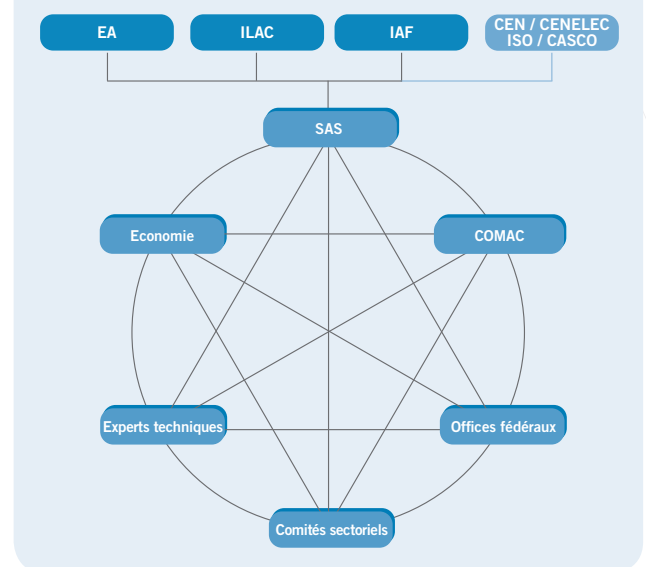 EA
ILAC
IAF
CEN / CENELEC
ISO / CASCO
SAS
Economie
COMAC
Experts techniques
Offices fédéraux
Comités sectoriels